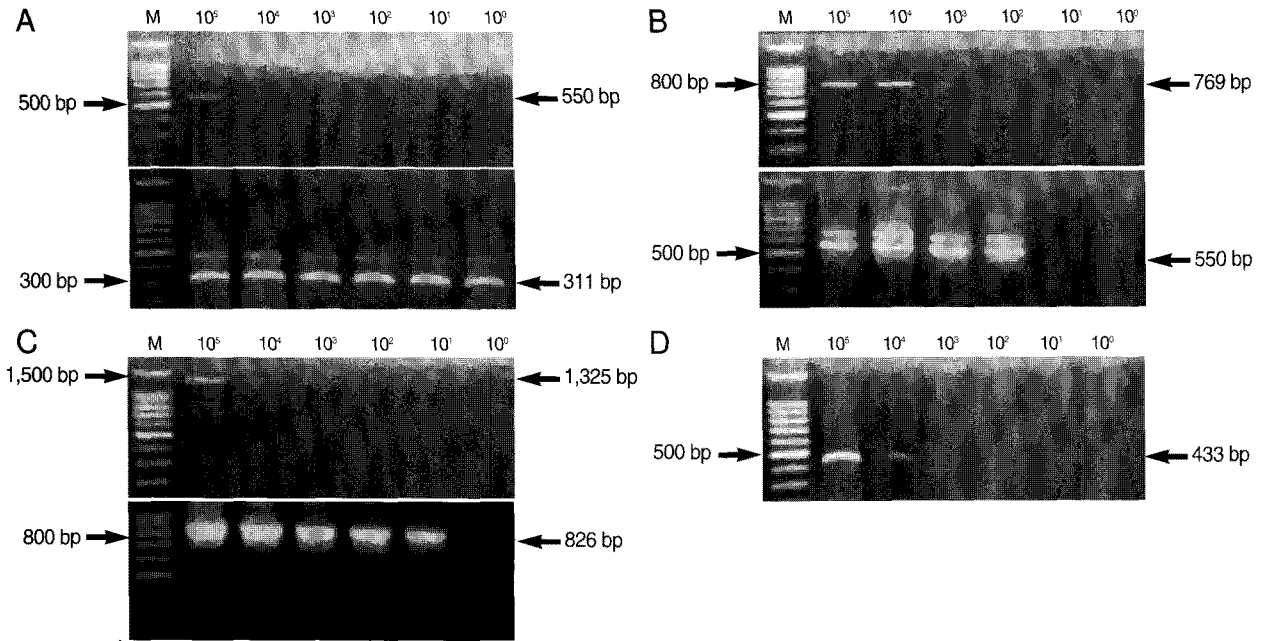 A
M 10⁵ 10⁴ 10³ 10² 10¹ 10⁰
500 bp 550 bp
300 bp 311 bp
B
M 10⁵ 10⁴ 10³ 10² 10¹ 10⁰
800 bp 769 bp
500 bp 550 bp
C
M 10⁵ 10⁴ 10³ 10² 10¹ 10⁰
1,500 bp 1,325 bp
800 bp 826 bp
D
M 10⁵ 10⁴ 10³ 10² 10¹ 10⁰
500 bp 433 bp